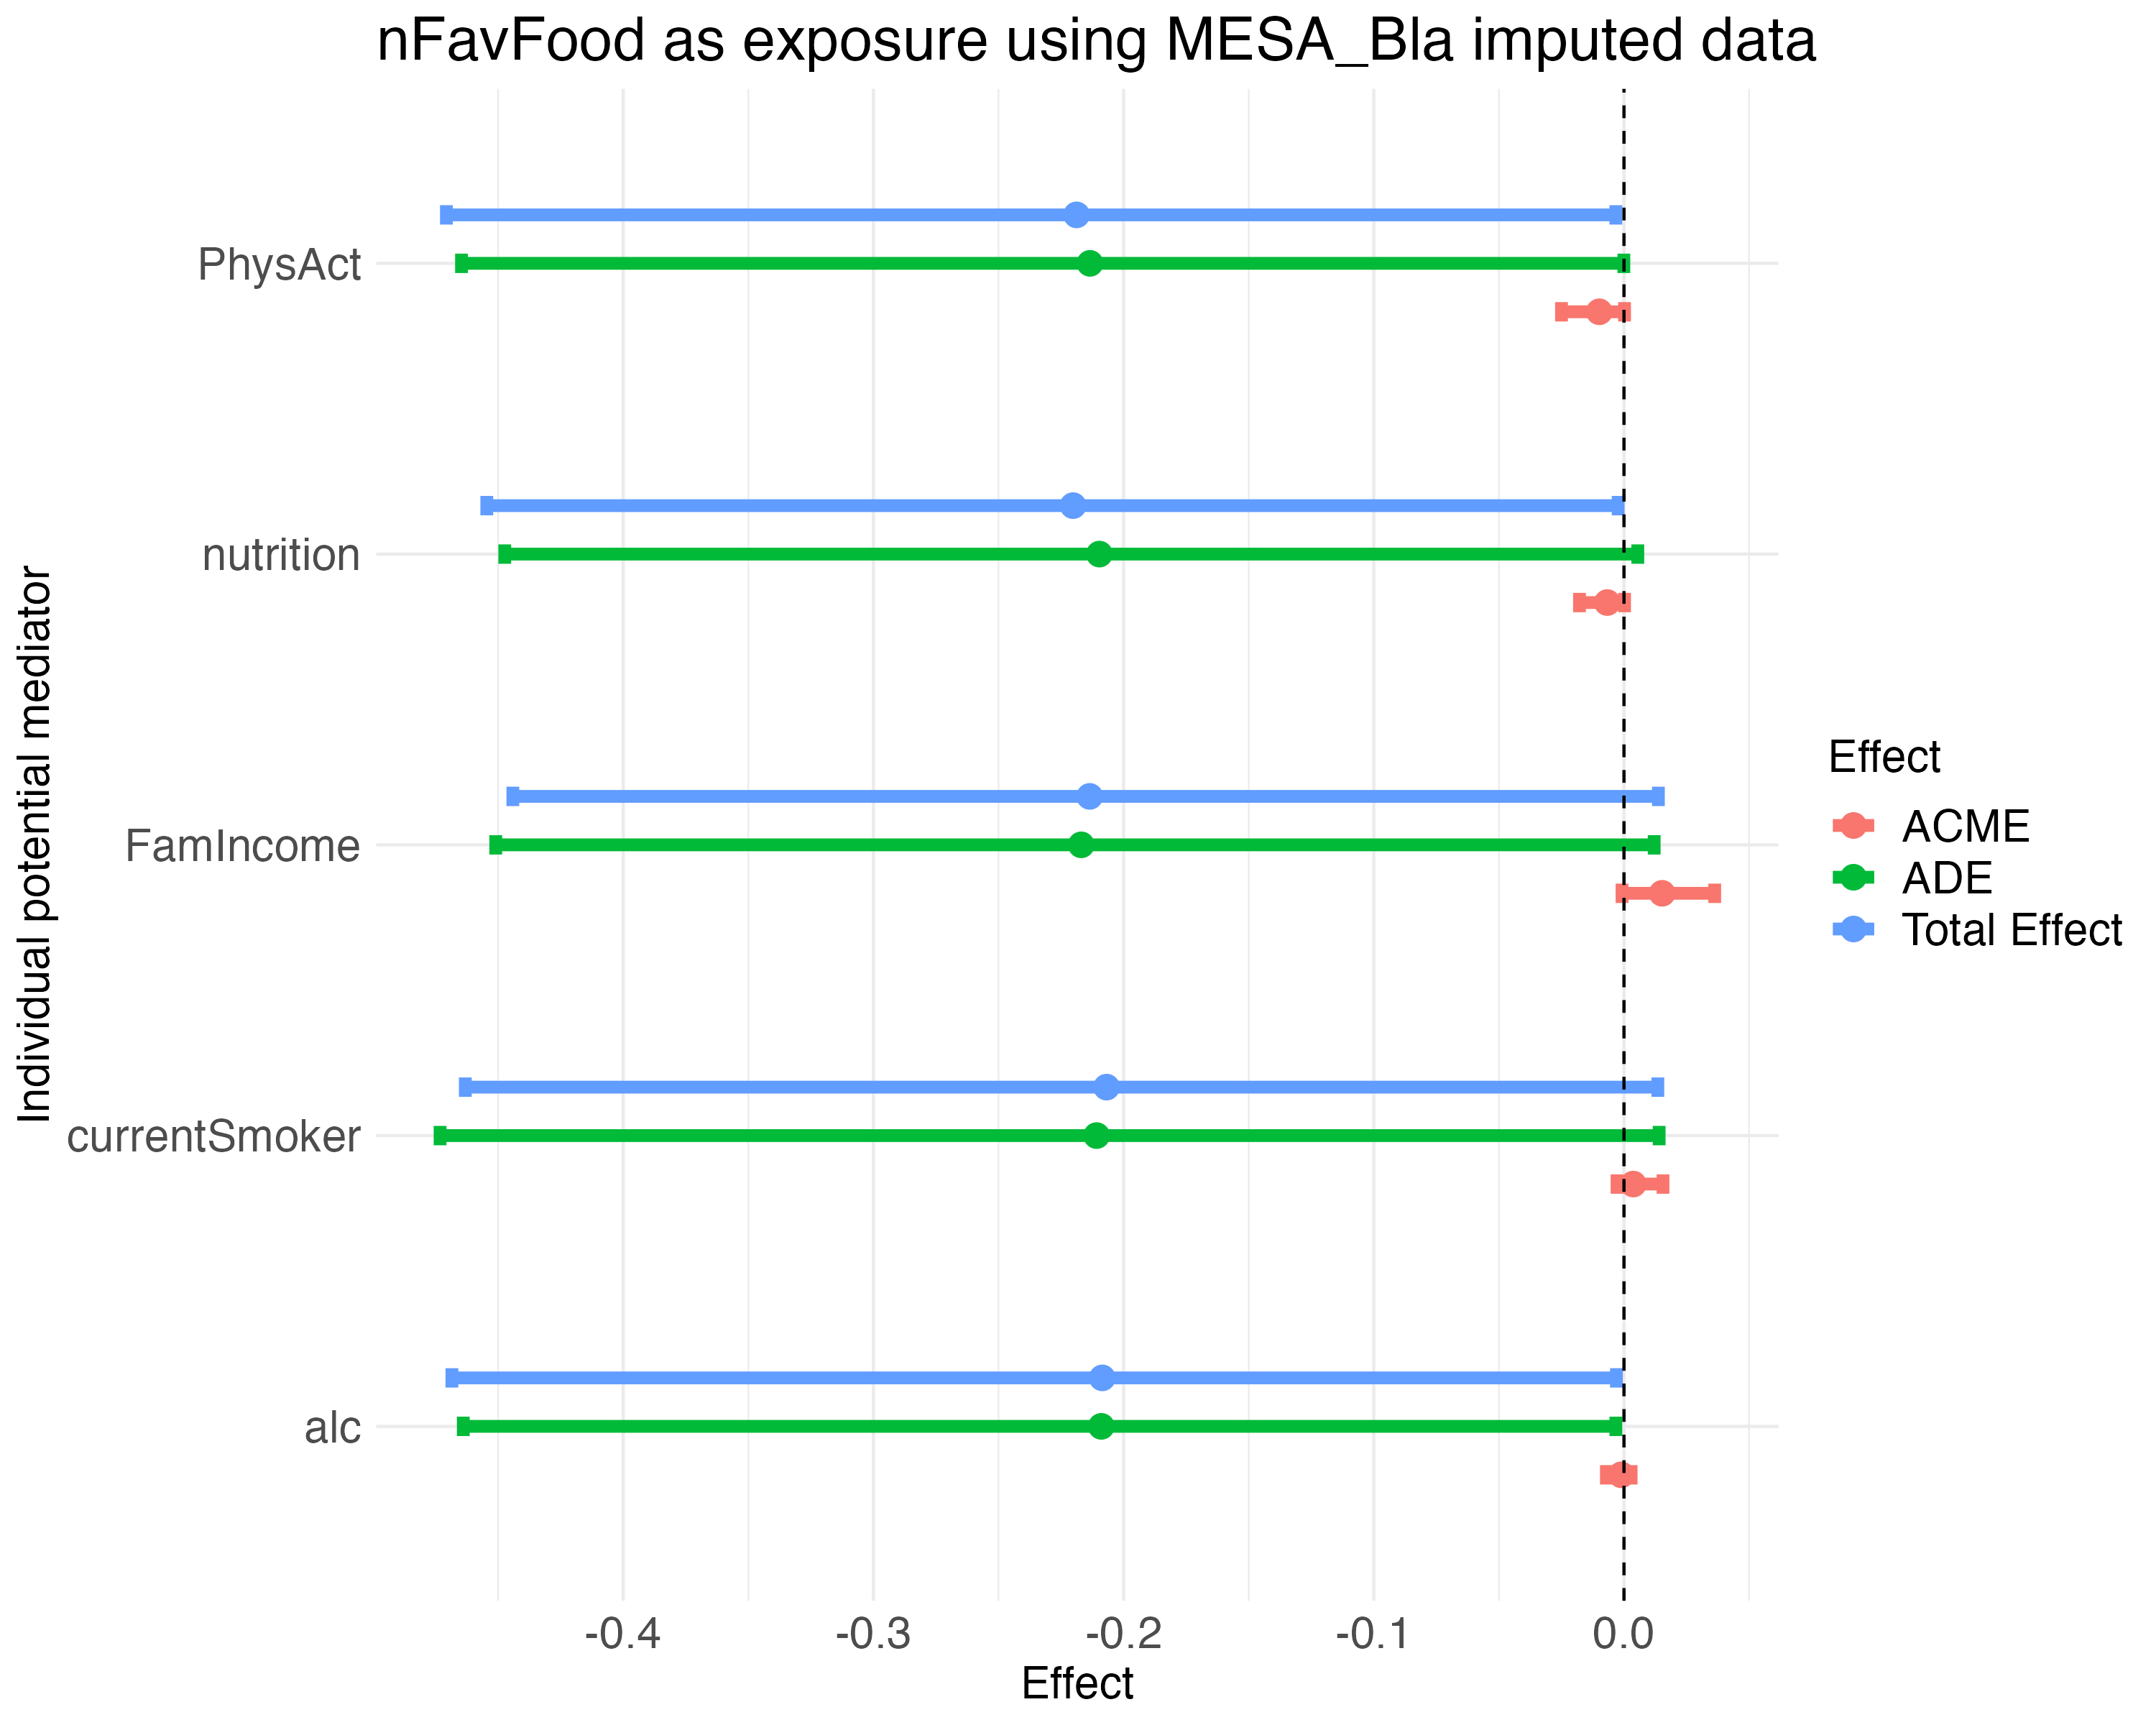 nFavFood as exposure using MESA_Bla imputed data
Individual potential mediator
PhysAct
nutrition
FamIncome
currentSmoker
alc
-0.4
-0.3
-0.2
-0.1
0.0
Effect
Effect
ACME
ADE
Total Effect